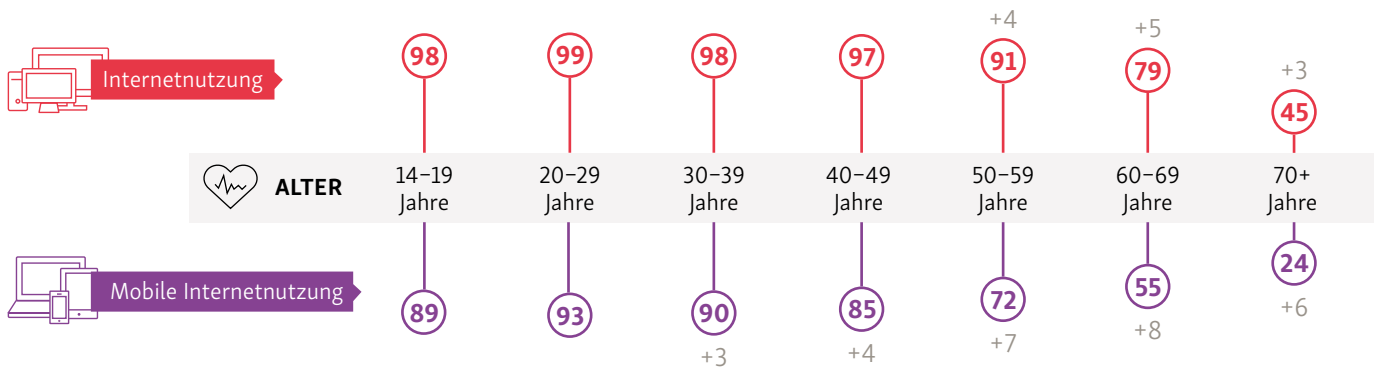 +4
+5
+3
98 99 98 97 91 79 45
Internetnutzung
ALTER
14–19 20–29 30–39 40–49 50–59 60–69 70+
Jahre Jahre Jahre Jahre Jahre Jahre Jahre
Mobile Internetnutzung
89 93 90 85 72 55 24
+3 +4 +7 +8 +6